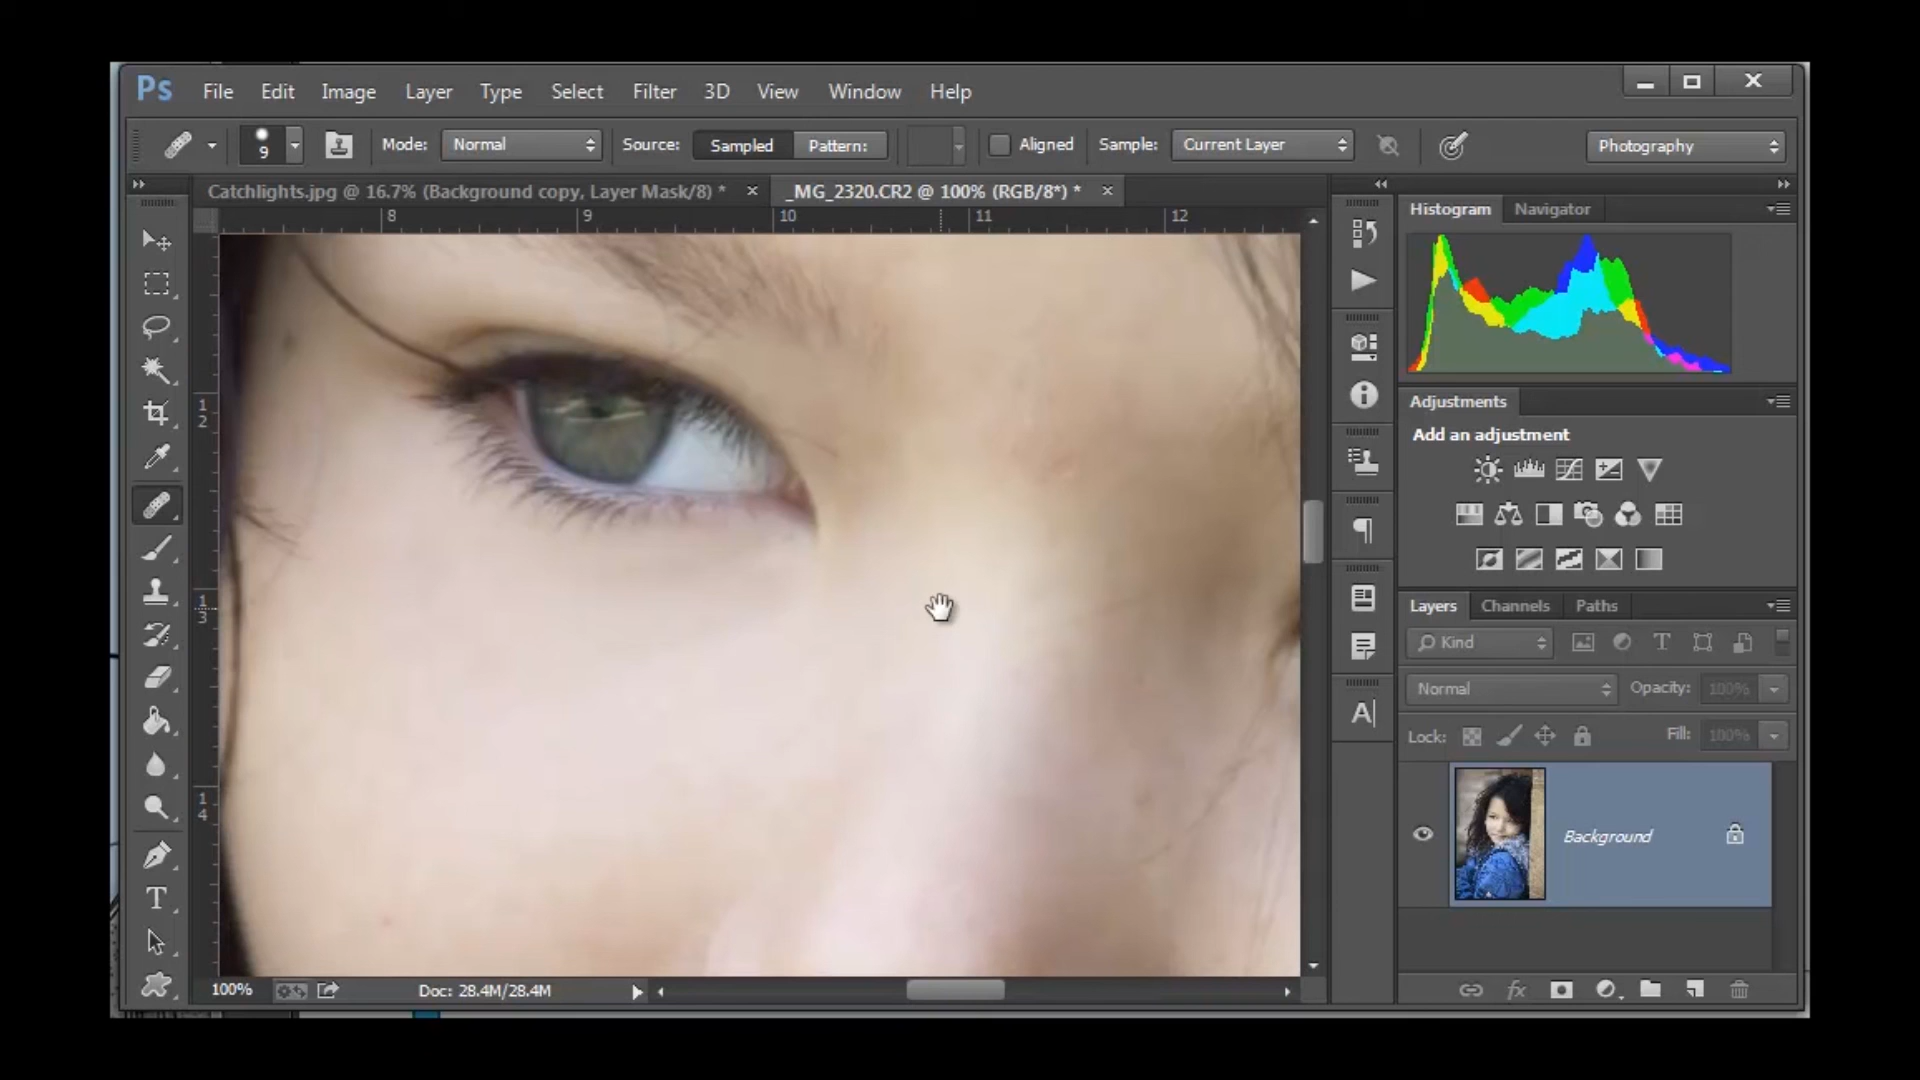 Ps File Edit Image Layer Type Select Filter 3D View Window Help
9 Mode: Normal Source: Sampled Pattern: Aligned Sample: Current Layer Photography
Catchlights.jpg @ 16.7% (Background copy, Layer Mask/8) * _MG_2320.CR2 @ 100% (RGB/8*) *
8 9 10 11 12
12
13
14
Histogram Navigator
Adjustments
Add an adjustment
Layers Channels Paths
Kind
Normal Opacity: 100%
Lock: Fill: 100%
Background
100% Doc: 28.4M/28.4M